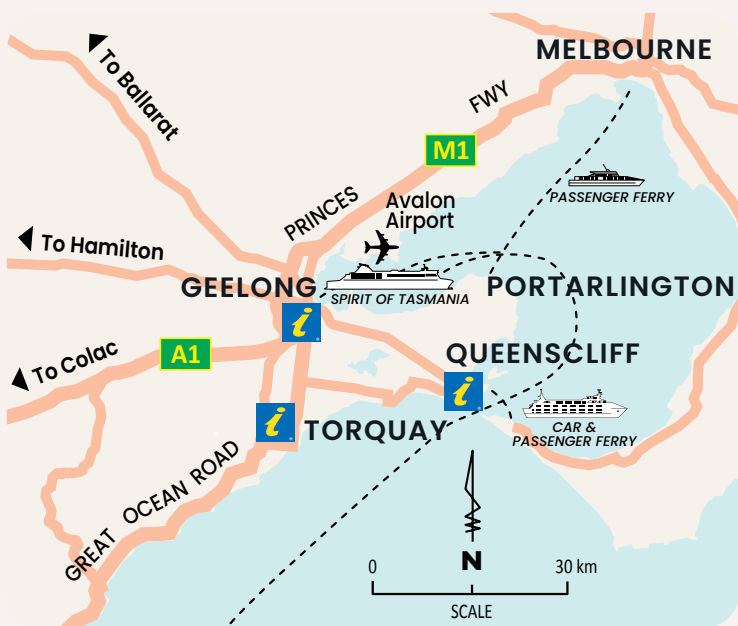 MELBOURNE
To Ballarat
FWY
M1
PRINCES
PASSENGER FERRY
Avalon
Airport
To Hamilton
GEELONG
SPIRIT OF TASMANIA
PORTARLINGTON
i
A1
To Colac
QUEENSCLIFF
i
i
TORQUAY
CAR &
PASSENGER FERRY
GREAT OCEAN ROAD
N
0 30 km
SCALE